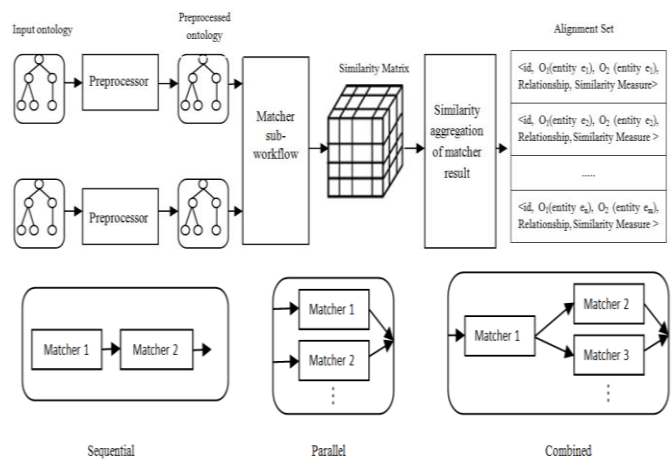 Input ontology
Preprocessed
ontology
Alignment Set
Preprocessor
Matcher
sub-
workflow
Similarity Matrix
Similarity
aggregation
of matcher
result
<id, O₁(entity e₁), O₂ (entity e₁),
Relationship, Similarity Measure>
<id, O₁(entity e₂), O₂ (entity e₂),
Relationship, Similarity Measure >
.....
<id, O₁(entity eₙ), O₂ (entity eₘ),
Relationship, Similarity Measure >
Preprocessor
Matcher 1
Matcher 2
Matcher 1
Matcher 2
⋮
Matcher 1
Matcher 2
Matcher 3
⋮
Sequential
Parallel
Combined